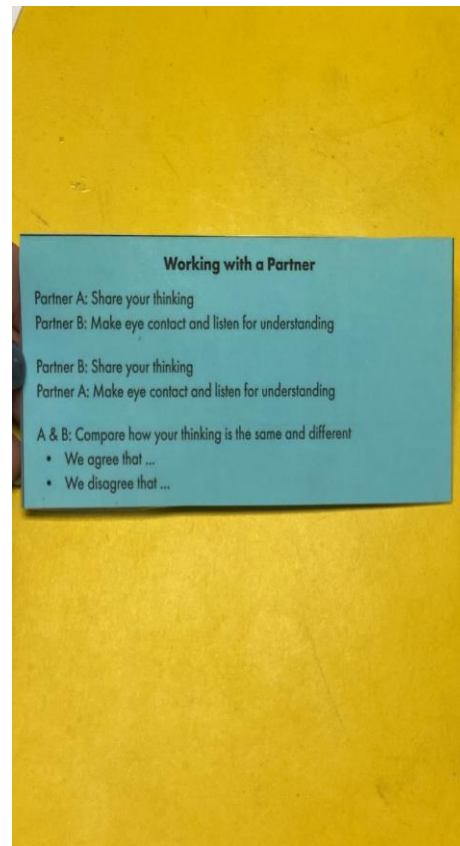 Working with a Partner
Partner A: Share your thinking
Partner B: Make eye contact and listen for understanding
Partner B: Share your thinking
Partner A: Make eye contact and listen for understanding
A & B: Compare how your thinking is the same and different
• We agree that ...
• We disagree that ...